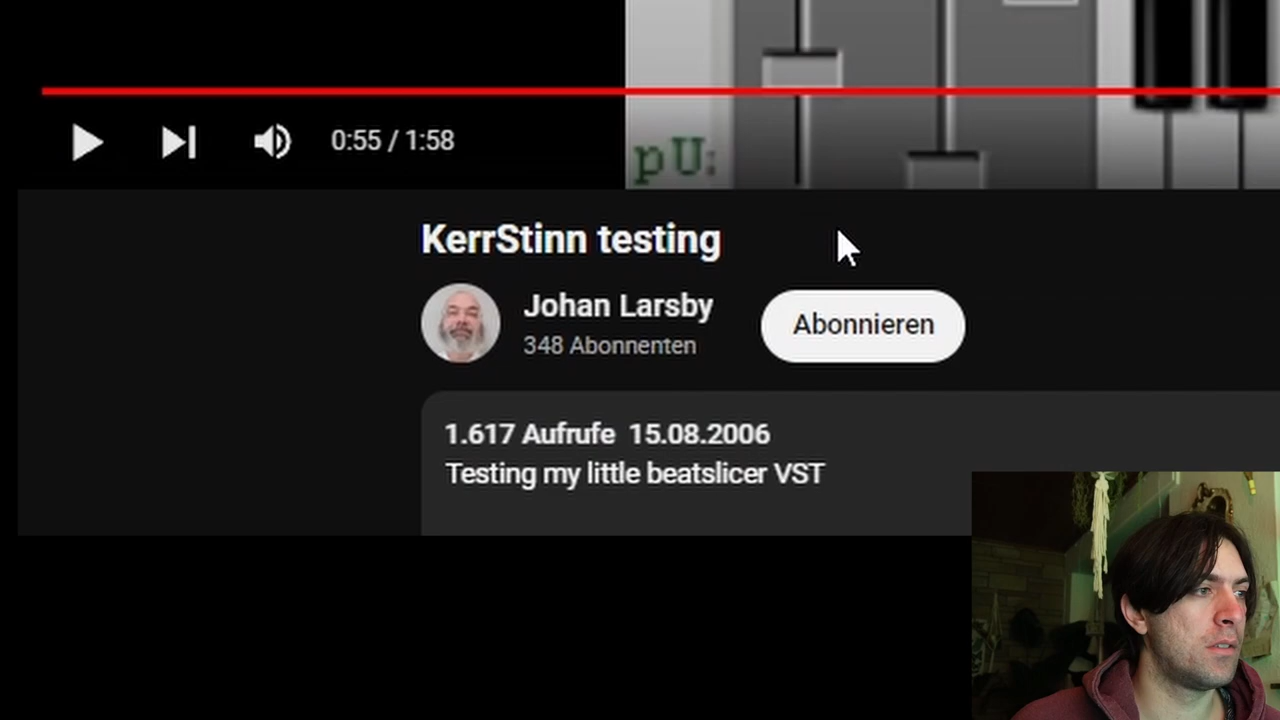 pU:
0:55 / 1:58
KerrStinn testing
Johan Larsby
348 Abonnenten
Abonnieren
1.617 Aufrufe 15.08.2006
Testing my little beatslicer VST